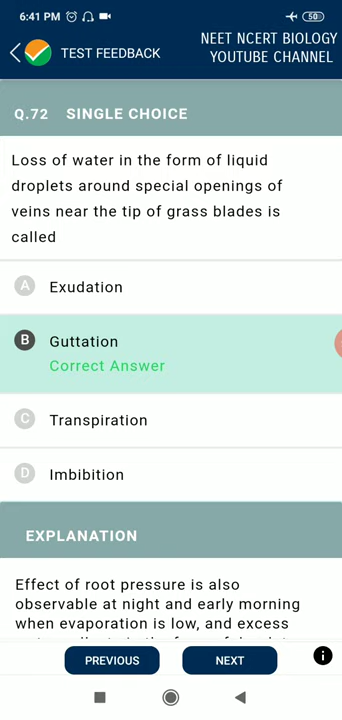 6:41 PM
50
TEST FEEDBACK
NEET NCERT BIOLOGY
YOUTUBE CHANNEL
Q.72 SINGLE CHOICE
Loss of water in the form of liquid
droplets around special openings of
veins near the tip of grass blades is
called
A Exudation
B Guttation
Correct Answer
C Transpiration
D Imbibition
EXPLANATION
Effect of root pressure is also
observable at night and early morning
when evaporation is low, and excess
PREVIOUS
NEXT